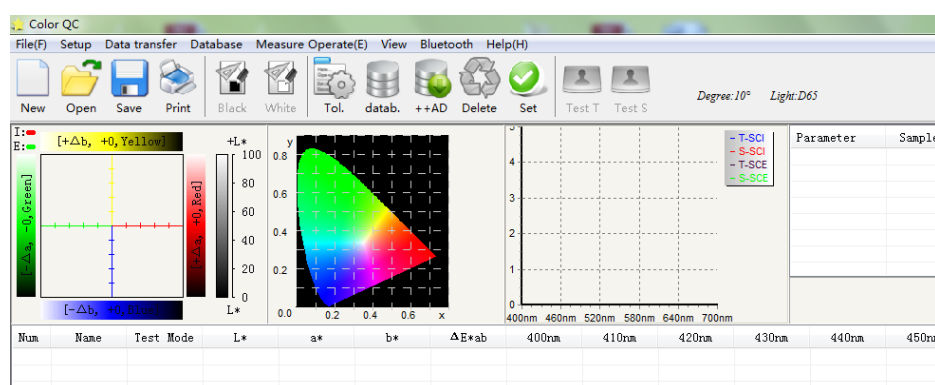 Color QC
File(F) Setup Data transfer Database Measure Operate(E) View Bluetooth Help(H)
New Open Save Print Black White Tol. datab. ++AD Delete Set Test T Test S Degree:10° Light:D65
I:
E:
[+Δb, +0,Yellow]
[-Δa, -0,Green]
[+Δa, +0,Red]
[-Δb,
+L*
100
80
60
40
20
0
L*
y
0.8
0.6
0.4
0.2
0.0 0.2 0.4 0.6 x
5
4
3
2
1
0
400nm 460nm 520nm 580nm 640nm 700nm
T-SCI
S-SCI
T-SCE
S-SCE
Parameter Sample
Num Name Test Mode L* a* b* ΔE*ab 400nm 410nm 420nm 430nm 440nm 450n